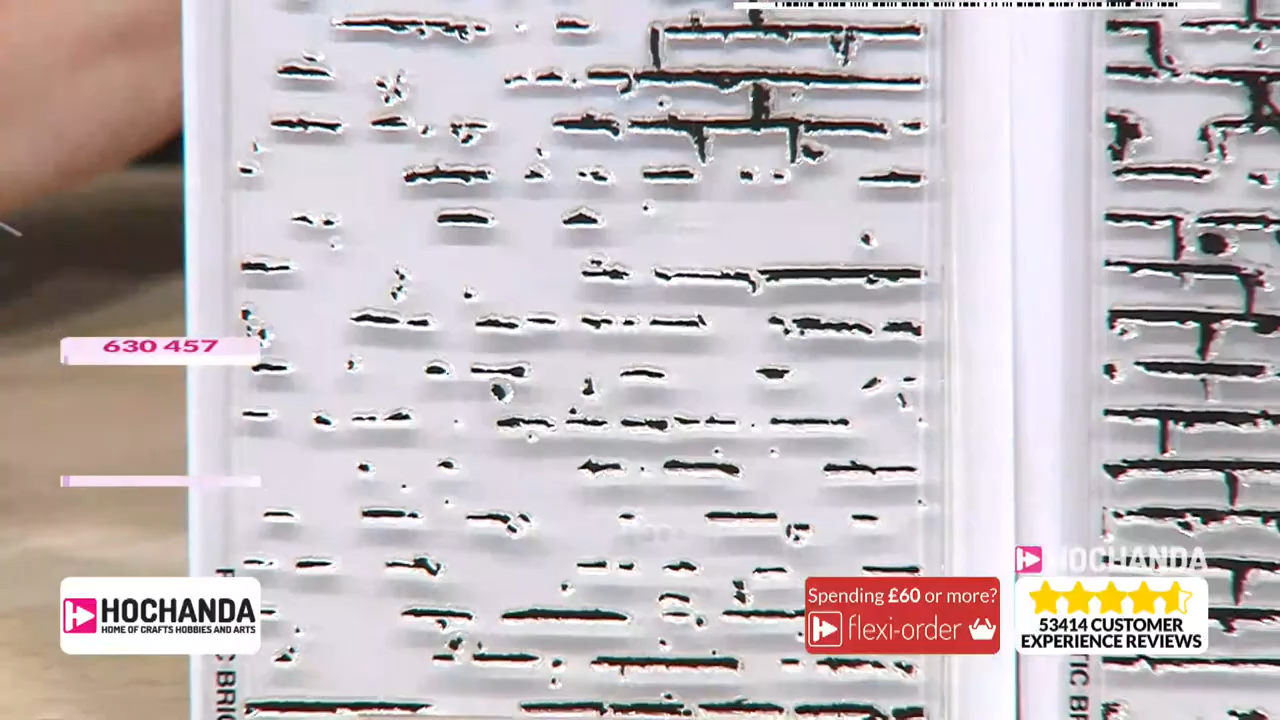 630 457
HOCHANDA
HOCHANDA
HOME OF CRAFTS HOBBIES AND ARTS
Spending £60 or more?
flexi-order
53414 CUSTOMER
EXPERIENCE REVIEWS